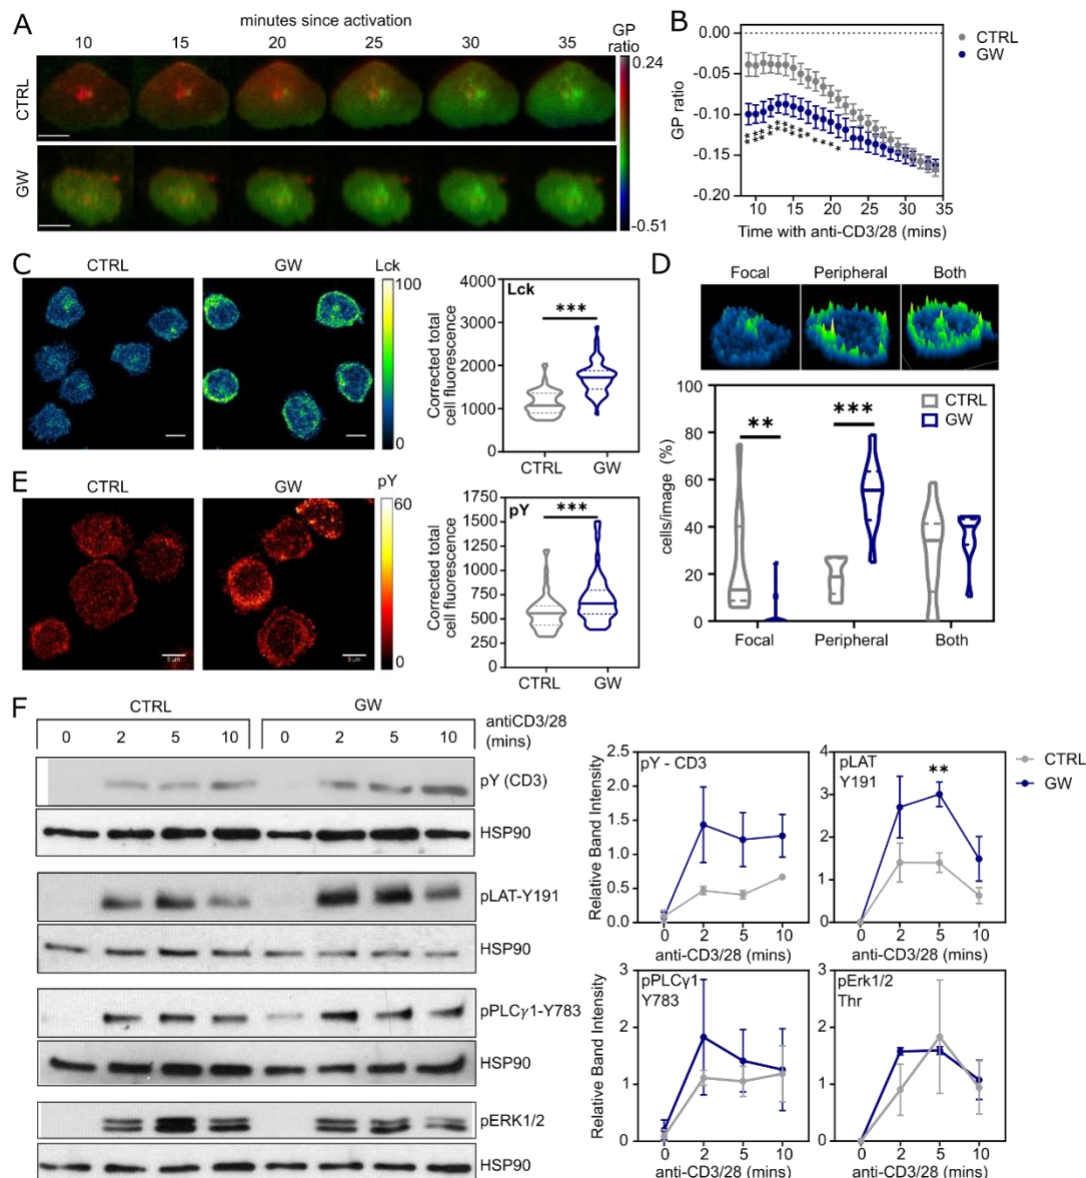 A
minutes since activation
10 15 20 25 30 35
GP
ratio
0.24
-0.51
CTRL
GW
B
0.00
-0.05
-0.10
-0.15
-0.20
GP ratio
10 15 20 25 30 35
Time with anti-CD3/28 (mins)
CTRL
GW
C
CTRL
GW
Lck
100
0
Lck
***
4000
3000
2000
1000
0
Corrected total
cell fluorescence
CTRL GW
D
Focal Peripheral Both
100
80
60
40
20
0
cells/image (%)
** ***
CTRL
GW
Focal Peripheral Both
E
CTRL
GW
pY
60
0
5 µm
5 µm
pY
***
1750
1500
1250
1000
750
500
250
0
Corrected total
cell fluorescence
CTRL GW
F
CTRL GW
0 2 5 10 0 2 5 10
antiCD3/28
(mins)
pY (CD3)
HSP90
pLAT-Y191
HSP90
pPLCγ1-Y783
HSP90
pERK1/2
HSP90
pY - CD3
2.5
2.0
1.5
1.0
0.5
0.0
Relative Band Intensity
0 2 5 10
anti-CD3/28 (mins)
pLAT
Y191
**
4
3
2
1
0
0 2 5 10
anti-CD3/28 (mins)
CTRL
GW
pPLCγ1
Y783
3
2
1
0
Relative Band Intensity
0 2 5 10
anti-CD3/28 (mins)
pErk1/2
Thr
3
2
1
0
0 2 5 10
anti-CD3/28 (mins)